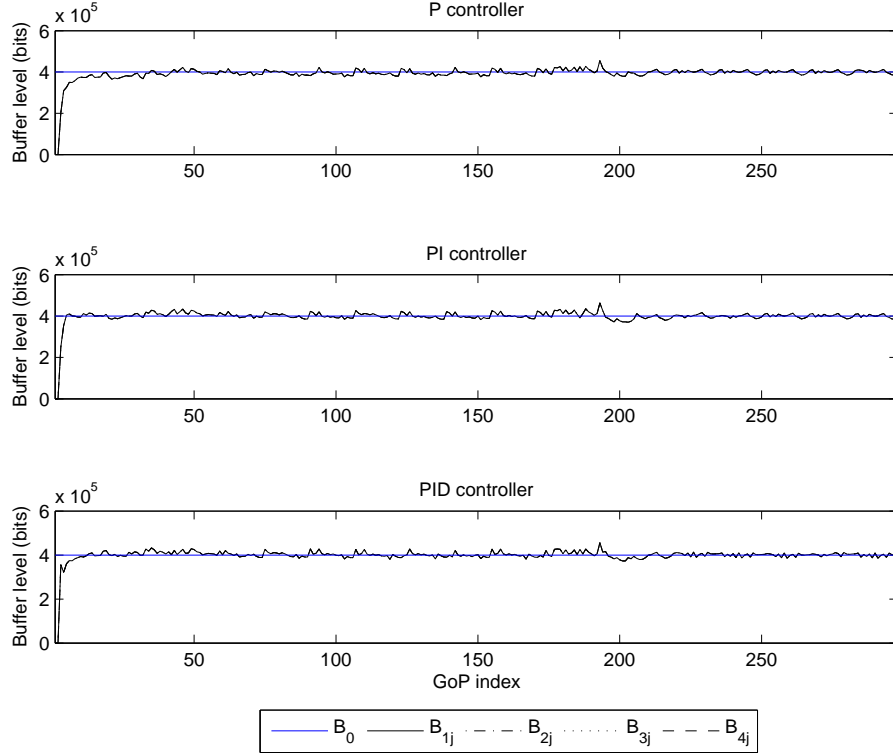 P controller
x 10^5
6
4
2
0
Buffer level (bits)
50 100 150 200 250
PI controller
x 10^5
6
4
2
0
Buffer level (bits)
50 100 150 200 250
PID controller
x 10^5
6
4
2
0
Buffer level (bits)
50 100 150 200 250
GoP index
B_0 B_1j B_2j B_3j B_4j